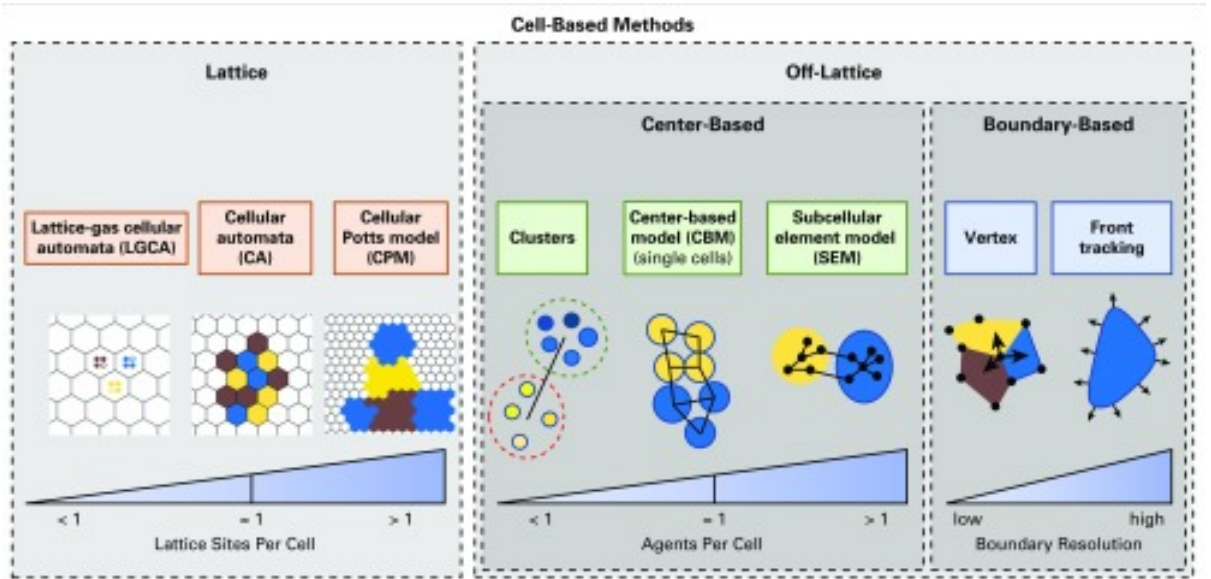 Cell-Based Methods
Lattice
Off-Lattice
Center-Based
Boundary-Based
Lattice-gas cellular
automata (LGCA)
Cellular
automata
(CA)
Cellular
Potts model
(CPM)
Clusters
Center-based
model (CBM)
(single cells)
Subcellular
element model
(SEM)
Vertex
Front
tracking
< 1
= 1
> 1
Lattice Sites Per Cell
< 1
= 1
> 1
Agents Per Cell
low
high
Boundary Resolution